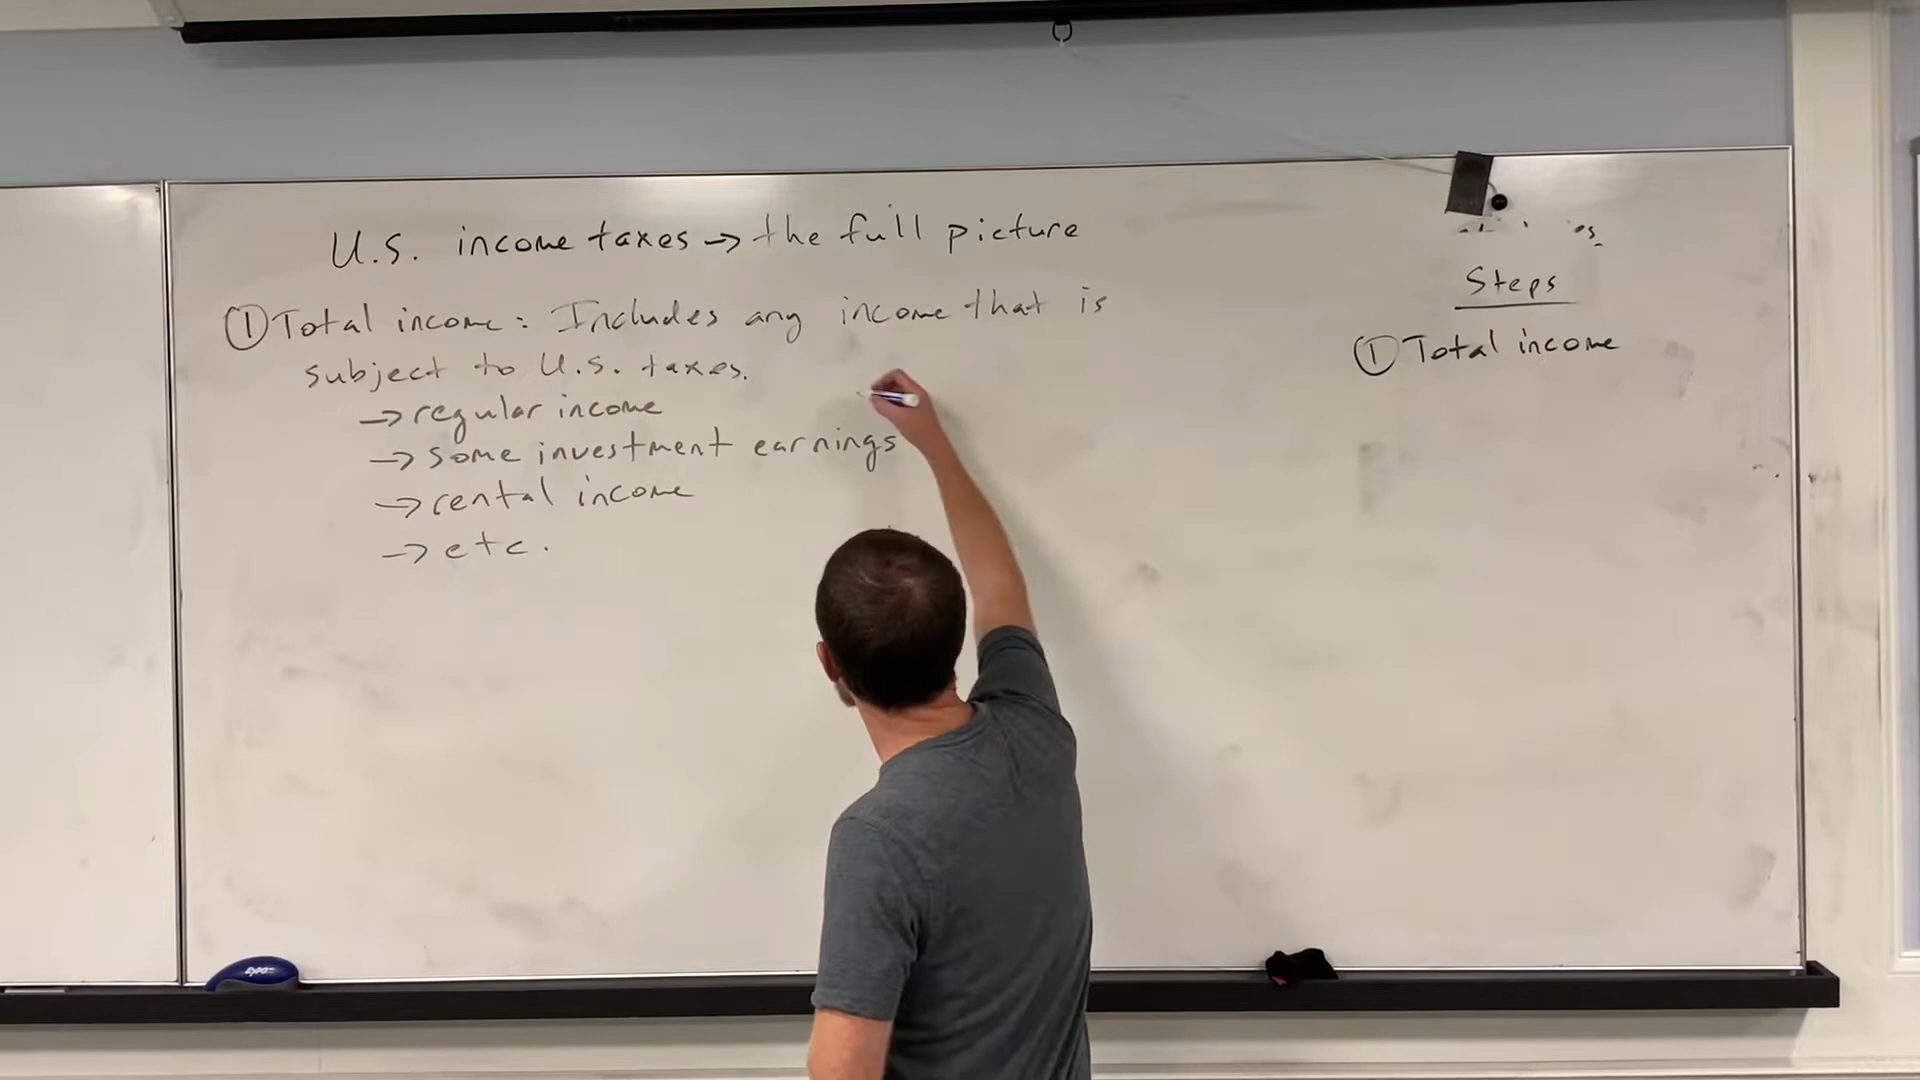 U.S. income taxes → the full picture
① Total income: Includes any income that is
subject to U.S. taxes.
→ regular income
→ some investment earnings
→ rental income
→ etc.
Steps
① Total income
EXPO